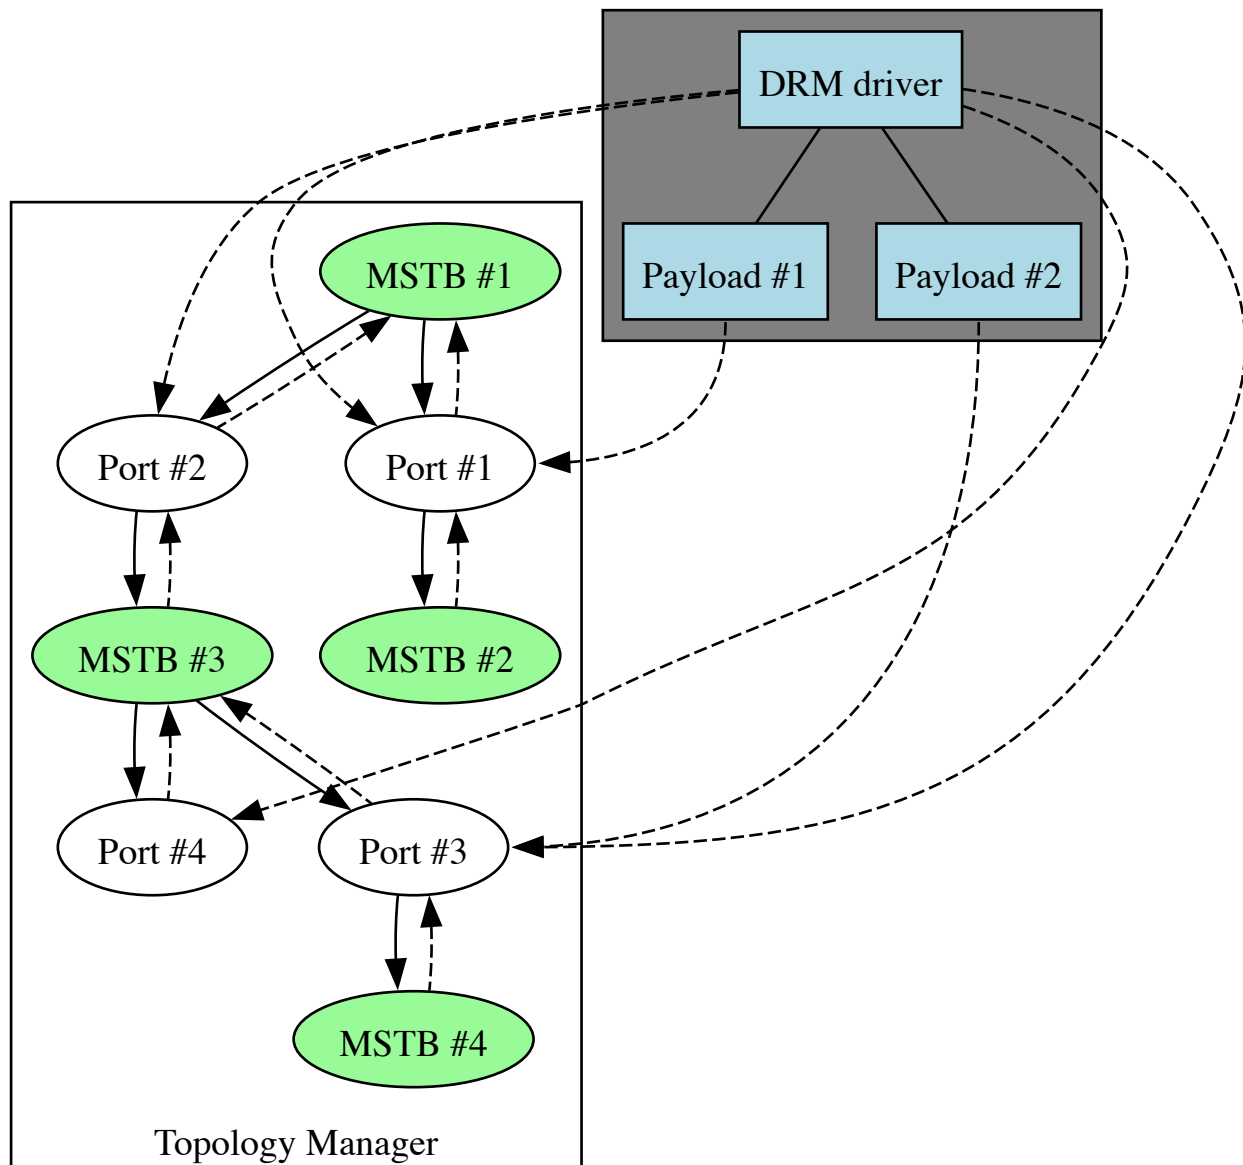 DRM driver
MSTB #1
Payload #1
Payload #2
Port #2
Port #1
MSTB #3
MSTB #2
Port #4
Port #3
MSTB #4
Topology Manager